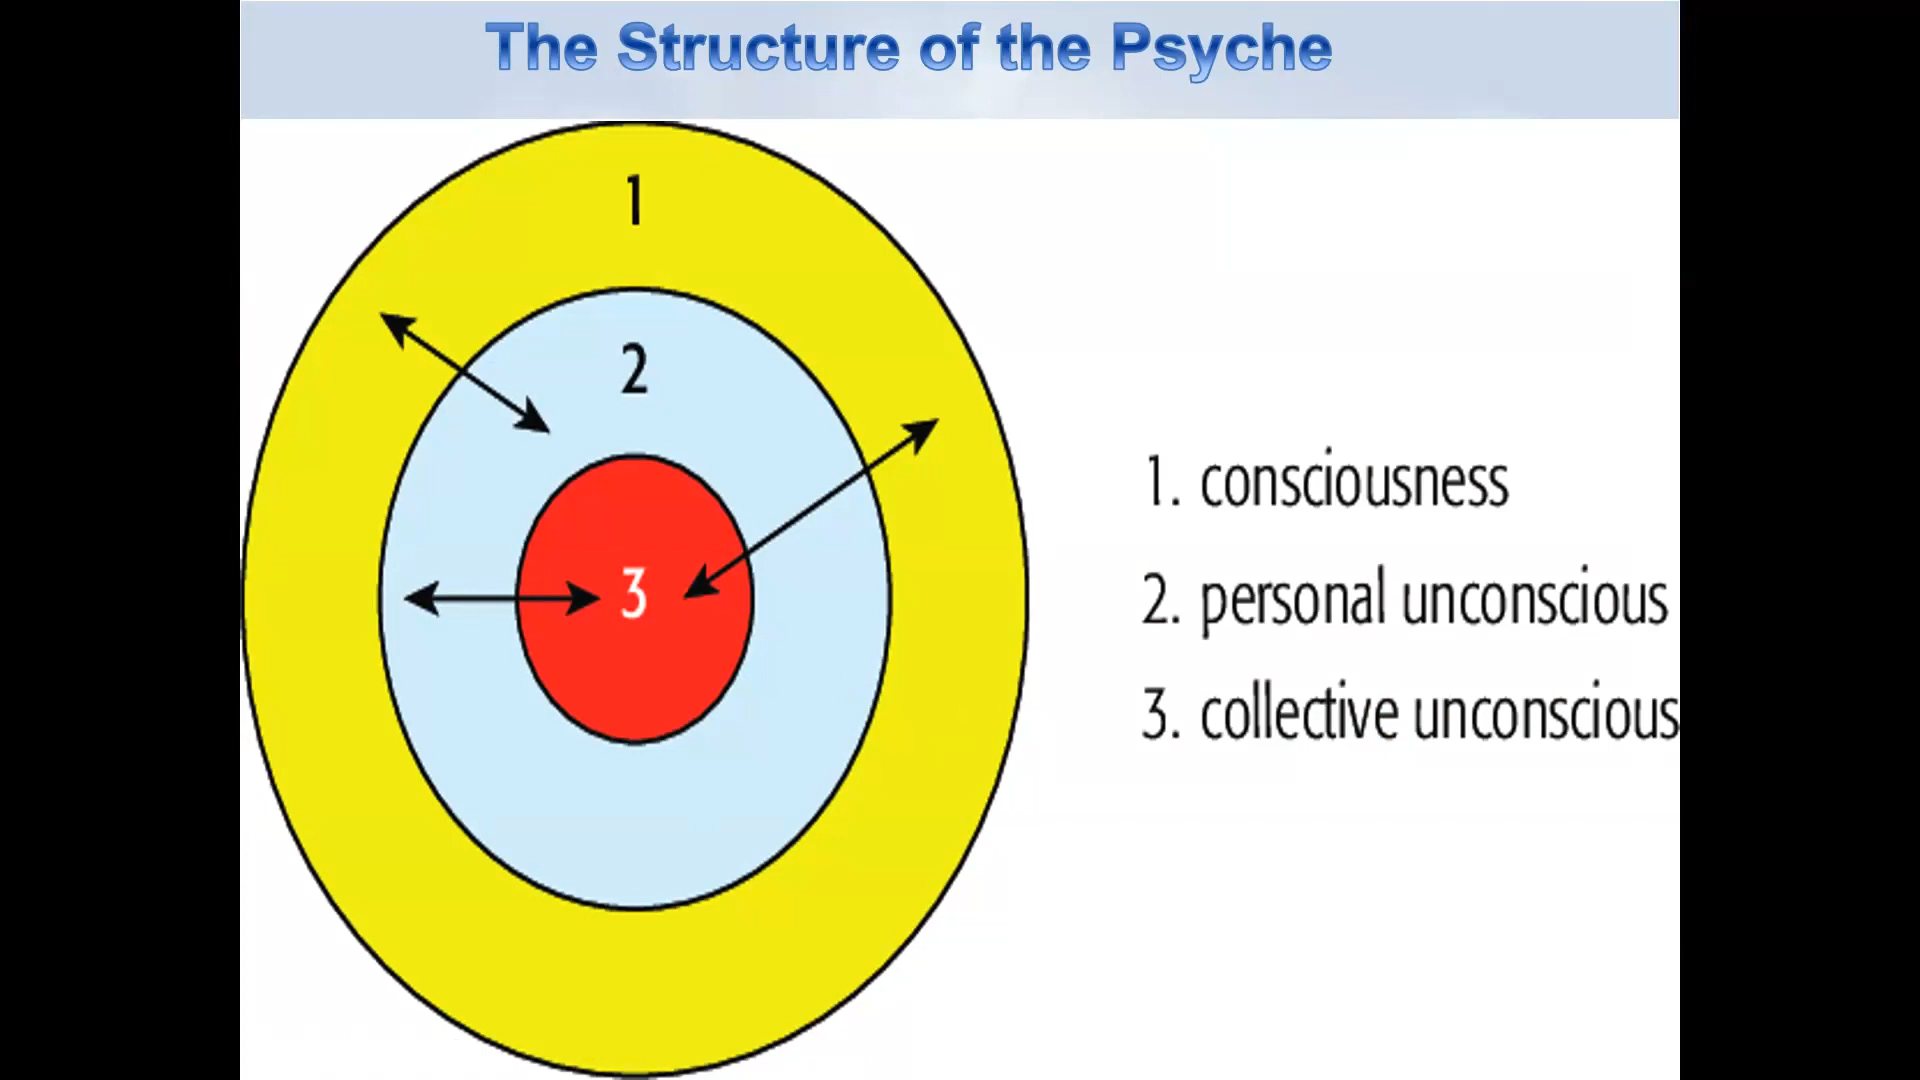 The Structure of the Psyche
1
2
3
1. consciousness
2. personal unconscious
3. collective unconscious